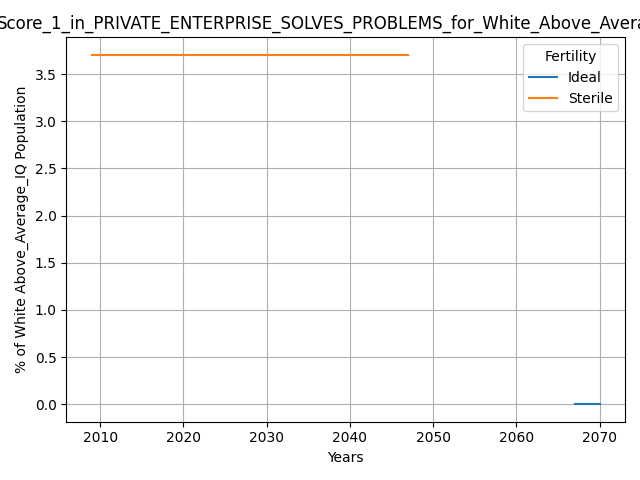 Score_1_in_PRIVATE_ENTERPRISE_SOLVES_PROBLEMS_for_White_Above_Avera
% of White Above_Average_IQ Population
3.5
3.0
2.5
2.0
1.5
1.0
0.5
0.0
Fertility
Ideal
Sterile
2010 2020 2030 2040 2050 2060 2070
Years